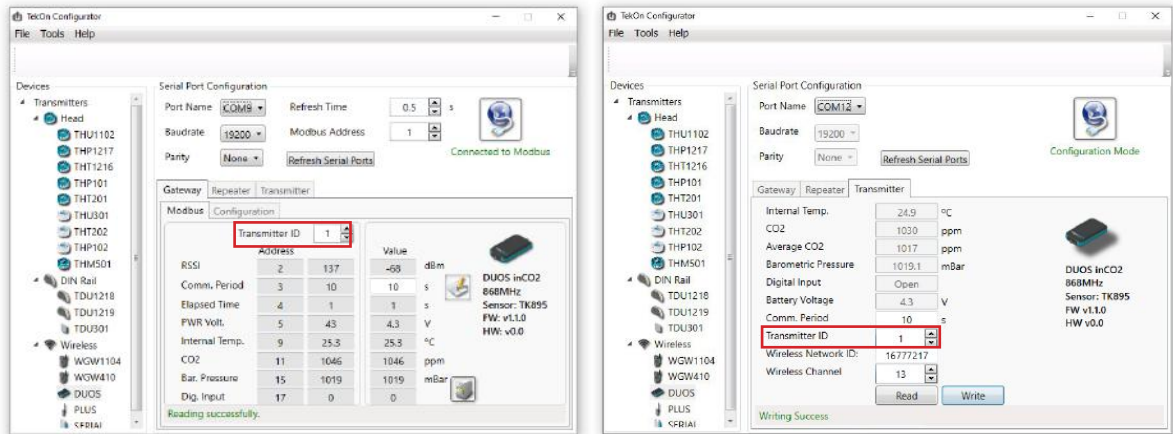 TekOn Configurator
File Tools Help
Devices
Transmitters
Head
THU1102
THP1217
THT1216
THP101
THT201
THU301
THT202
THP102
THM501
DIN Rail
TDU1218
TDU1219
TDU301
Wireless
WGW1104
WGW410
DUOS
PLUS
SERIAL
Serial Port Configuration
Port Name COM9 Refresh Time 0.5 s
Baudrate 19200 Modbus Address 1
Parity None Refresh Serial Ports
Connected to Modbus
Gateway Repeater Transmitter
Modbus Configuration
Transmitter ID 1
Address Value
RSSI 2 137 -68 dBm
Comm. Period 3 10 10 s
Elapsed Time 4 1 1 s
PWR Volt. 5 43 4.3 V
Internal Temp. 9 25.3 25.3 ºC
CO2 11 1046 1046 ppm
Bar. Pressure 15 1019 1019 mBar
Dig. Input 17 0 0
DUOS inCO2
868MHz
Sensor: TK895
FW: v1.1.0
HW: v0.0
Reading successfully.
TekOn Configurator
File Tools Help
Devices
Transmitters
Head
THU1102
THP1217
THT1216
THP101
THT201
THU301
THT202
THP102
THM501
DIN Rail
TDU1218
TDU1219
TDU301
Wireless
WGW1104
WGW410
DUOS
PLUS
SERIAL
Serial Port Configuration
Port Name COM12
Baudrate 19200
Parity None Refresh Serial Ports
Configuration Mode
Gateway Repeater Transmitter
Internal Temp. 24.9 ºC
CO2 1030 ppm
Average CO2 1017 ppm
Barometric Pressure 1019.1 mBar
Digital Input Open
Battery Voltage 4.3 V
Comm. Period 10 s
Transmitter ID 1
Wireless Network ID: 16777217
Wireless Channel 13
Read Write
DUOS inCO2
868MHz
Sensor: TK895
FW v1.1.0
HW v0.0
Writing Success